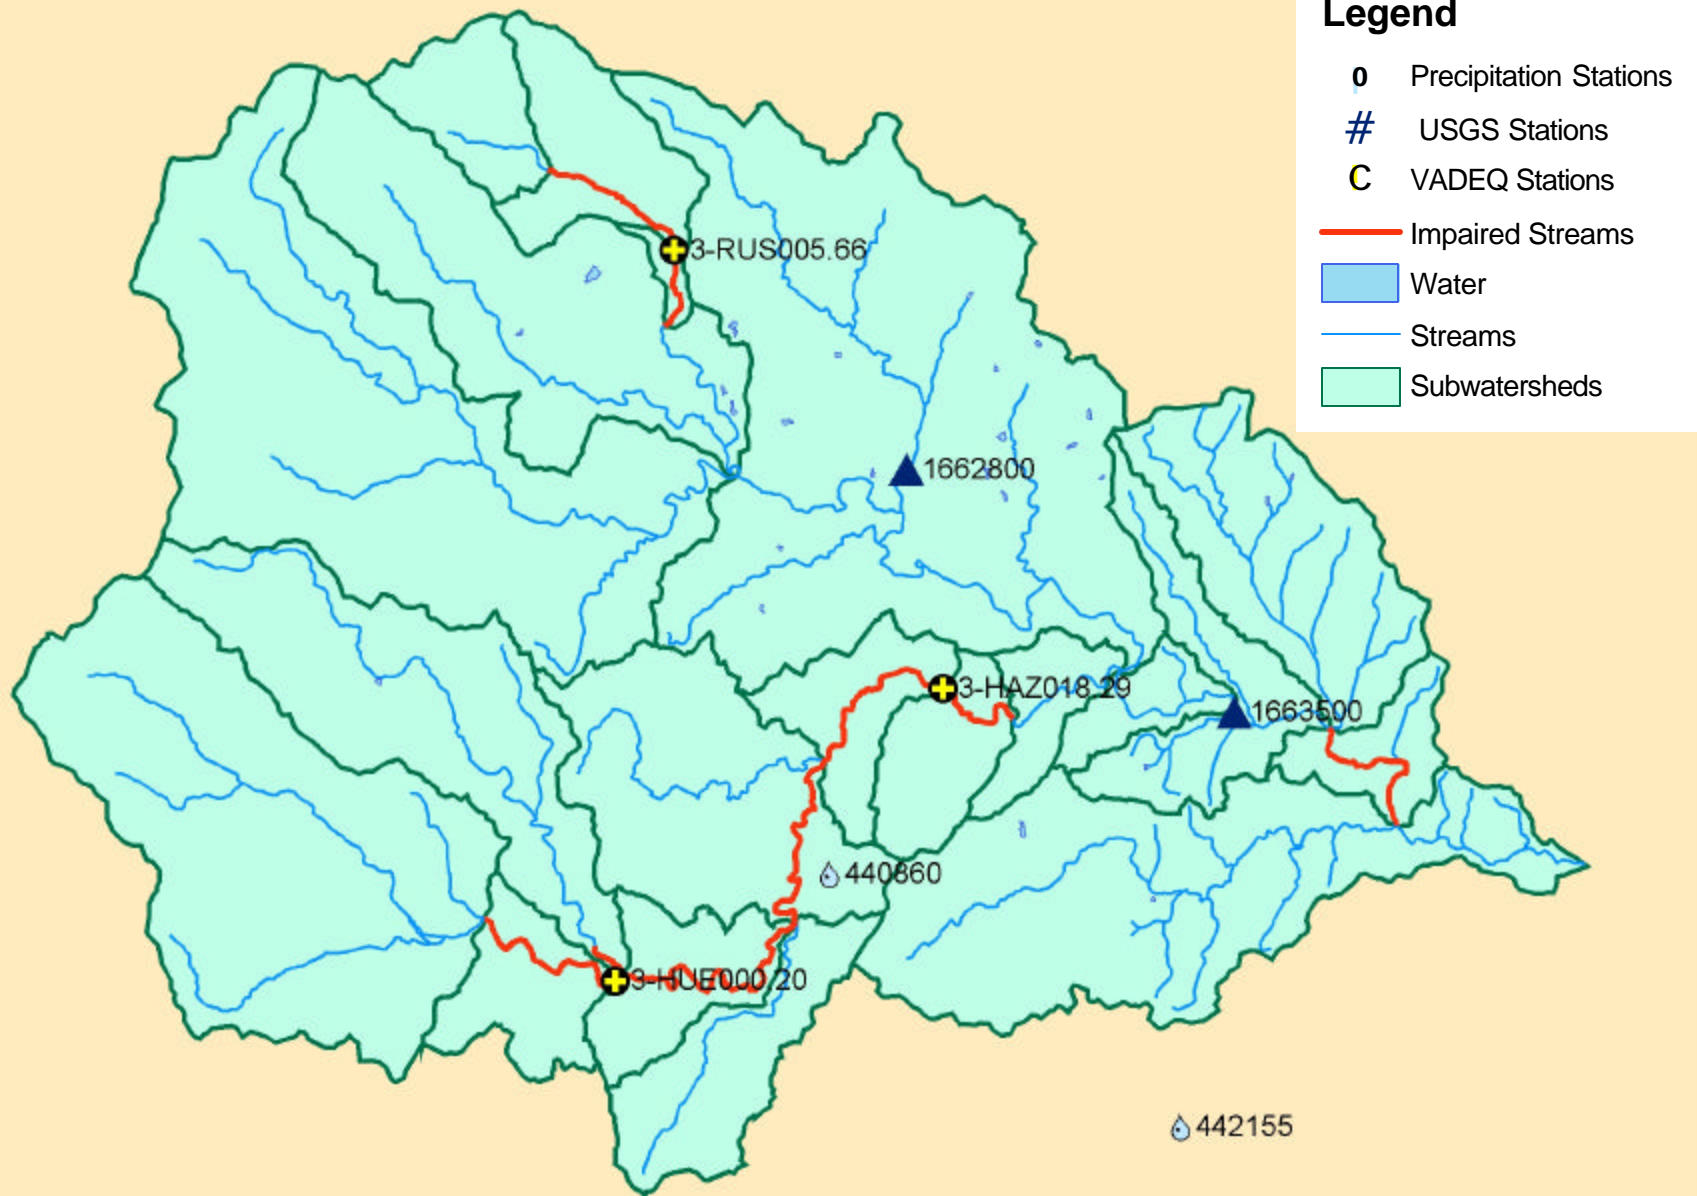 Legend
0 Precipitation Stations
# USGS Stations
C VADEQ Stations
Impaired Streams
Water
Streams
Subwatersheds
3-RUS005.66
1662800
3-HAZ018.29
1663500
440860
3-HUE000.20
442155